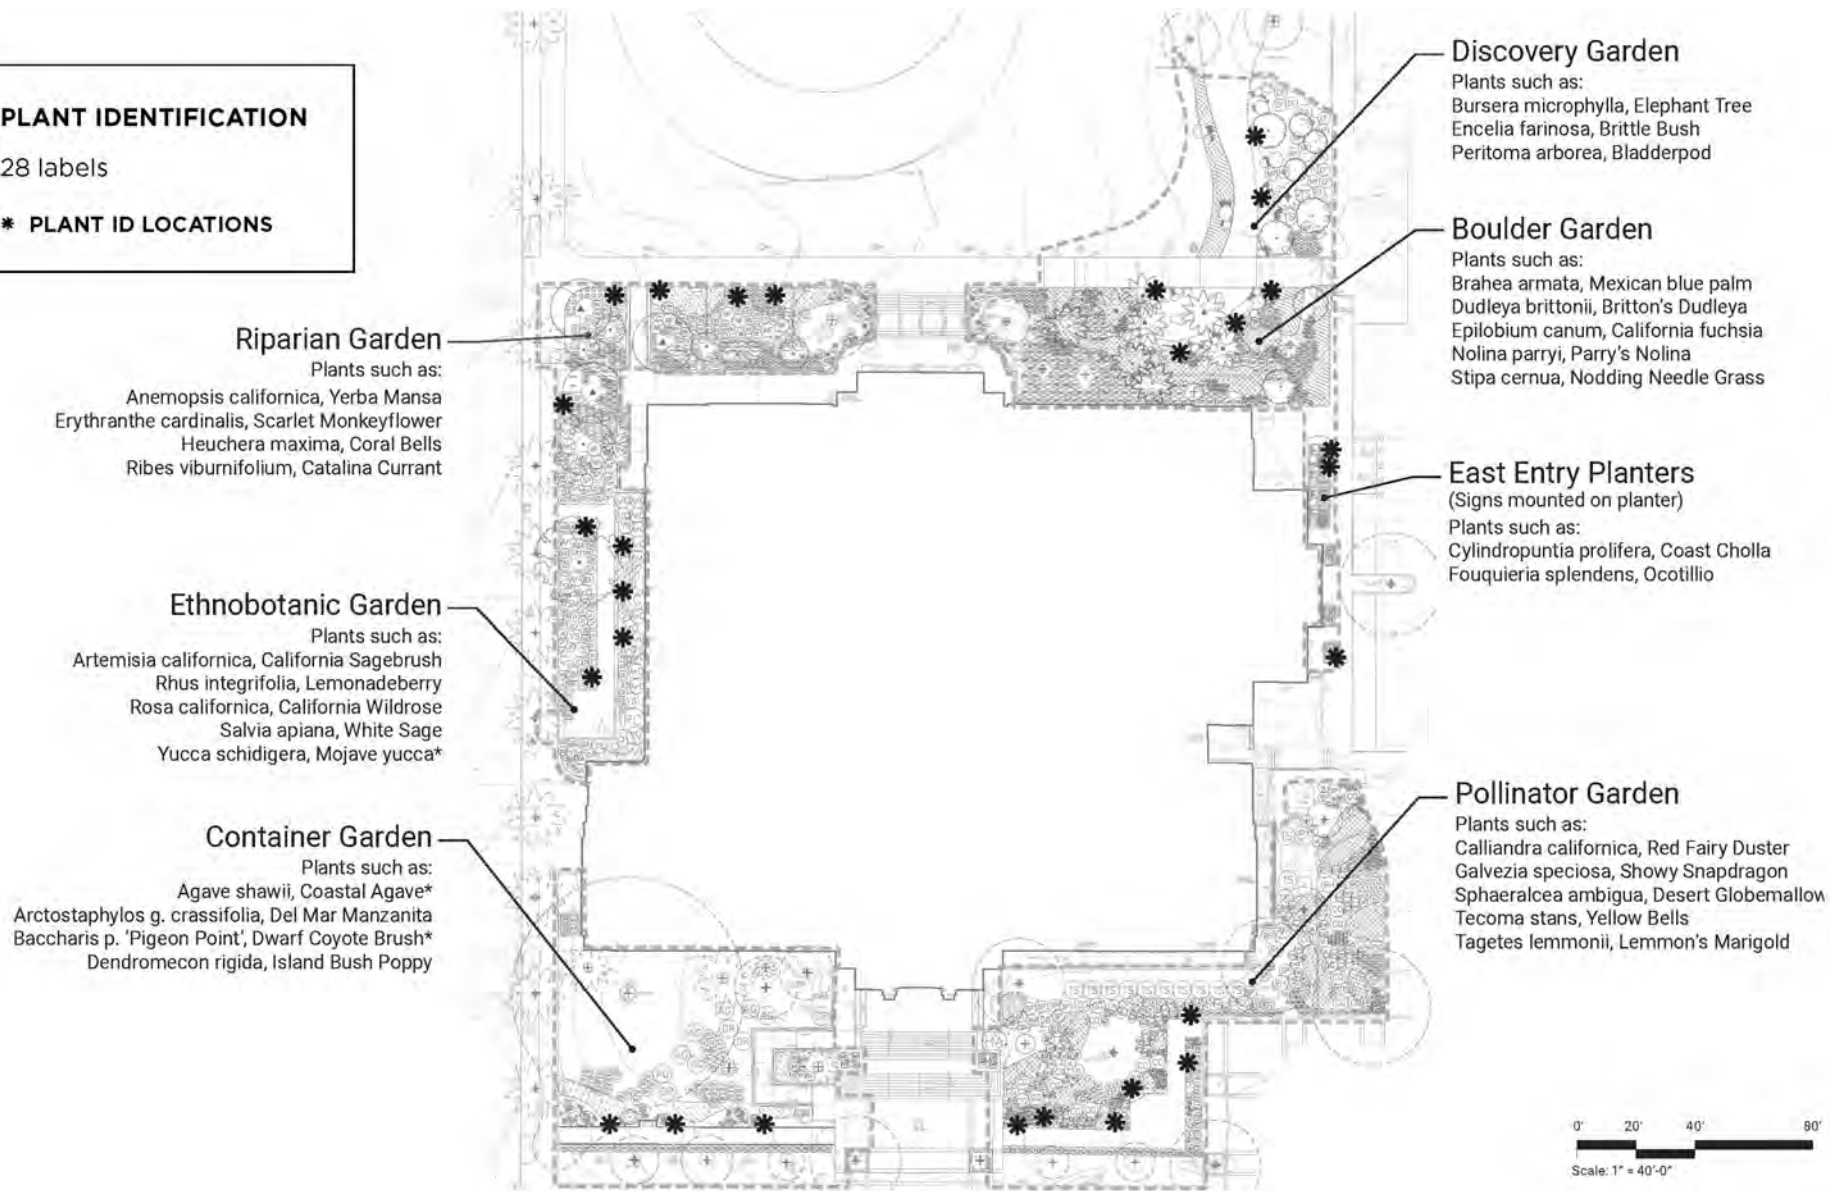 PLANT IDENTIFICATION
28 labels
* PLANT ID LOCATIONS
Riparian Garden
Plants such as:
Anemopsis californica, Yerba Mansa
Erythranthe cardinalis, Scarlet Monkeyflower
Heuchera maxima, Coral Bells
Ribes viburnifolium, Catalina Currant
Ethnobotanic Garden
Plants such as:
Artemisia californica, California Sagebrush
Rhus integrifolia, Lemonadeberry
Rosa californica, California Wildrose
Salvia apiana, White Sage
Yucca schidigera, Mojave yucca*
Container Garden
Plants such as:
Agave shawii, Coastal Agave*
Arctostaphylos g. crassifolia, Del Mar Manzanita
Baccharis p. ‘Pigeon Point’, Dwarf Coyote Brush*
Dendromecon rigida, Island Bush Poppy
Discovery Garden
Plants such as:
Bursera microphylla, Elephant Tree
Encelia farinosa, Brittle Bush
Peritoma arborea, Bladderpod
Boulder Garden
Plants such as:
Brahea armata, Mexican blue palm
Dudleya brittonii, Britton's Dudleya
Epilobium canum, California fuchsia
Nolina parryi, Parry's Nolina
Stipa cernua, Nodding Needle Grass
East Entry Planters
(Signs mounted on planter)
Plants such as:
Cylindropuntia prolifera, Coast Cholla
Fouquieria splendens, Ocotillio
Pollinator Garden
Plants such as:
Calliandra californica, Red Fairy Duster
Galvezia speciosa, Showy Snapdragon
Sphaeralcea ambigua, Desert Globemallow
Tecoma stans, Yellow Bells
Tagetes lemmonii, Lemmon's Marigold
0' 20' 40' 80'
Scale: 1" = 40'-0"